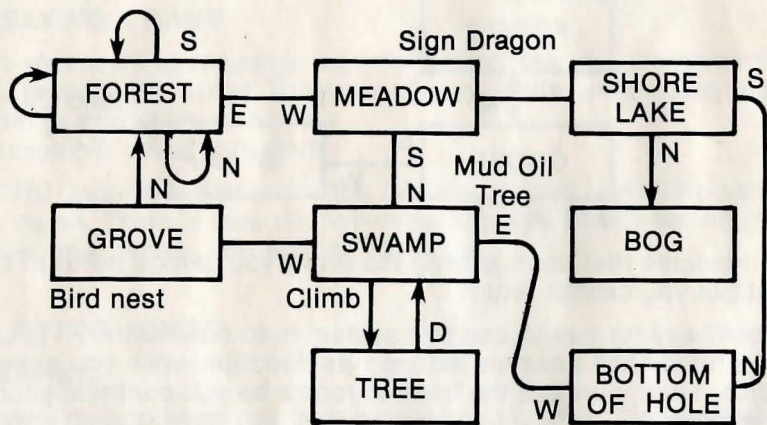 S
Sign Dragon
FOREST
E
W
MEADOW
SHORE
LAKE
S
N
N
S
N
N
Mud Oil
Tree
E
GROVE
W
SWAMP
BOG
Bird nest
Climb
D
N
TREE
W
BOTTOM
OF HOLE